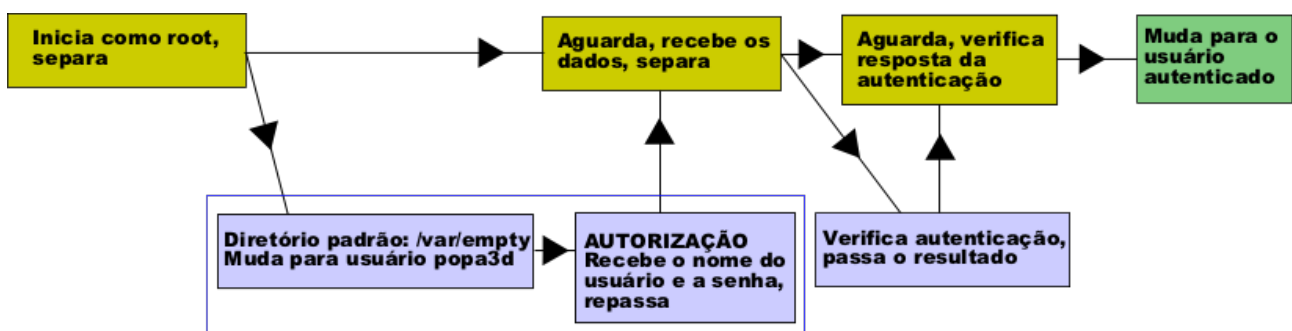 Inicia como root,
separa
Aguarda, recebe os
dados, separa
Aguarda, verifica
resposta da
autenticação
Muda para o
usuário
autenticado
Diretório padrão: /var/empty
Muda para usuário popa3d
AUTORIZAÇÃO
Recebe o nome do
usuário e a senha,
repassa
Verifica autenticação,
passa o resultado